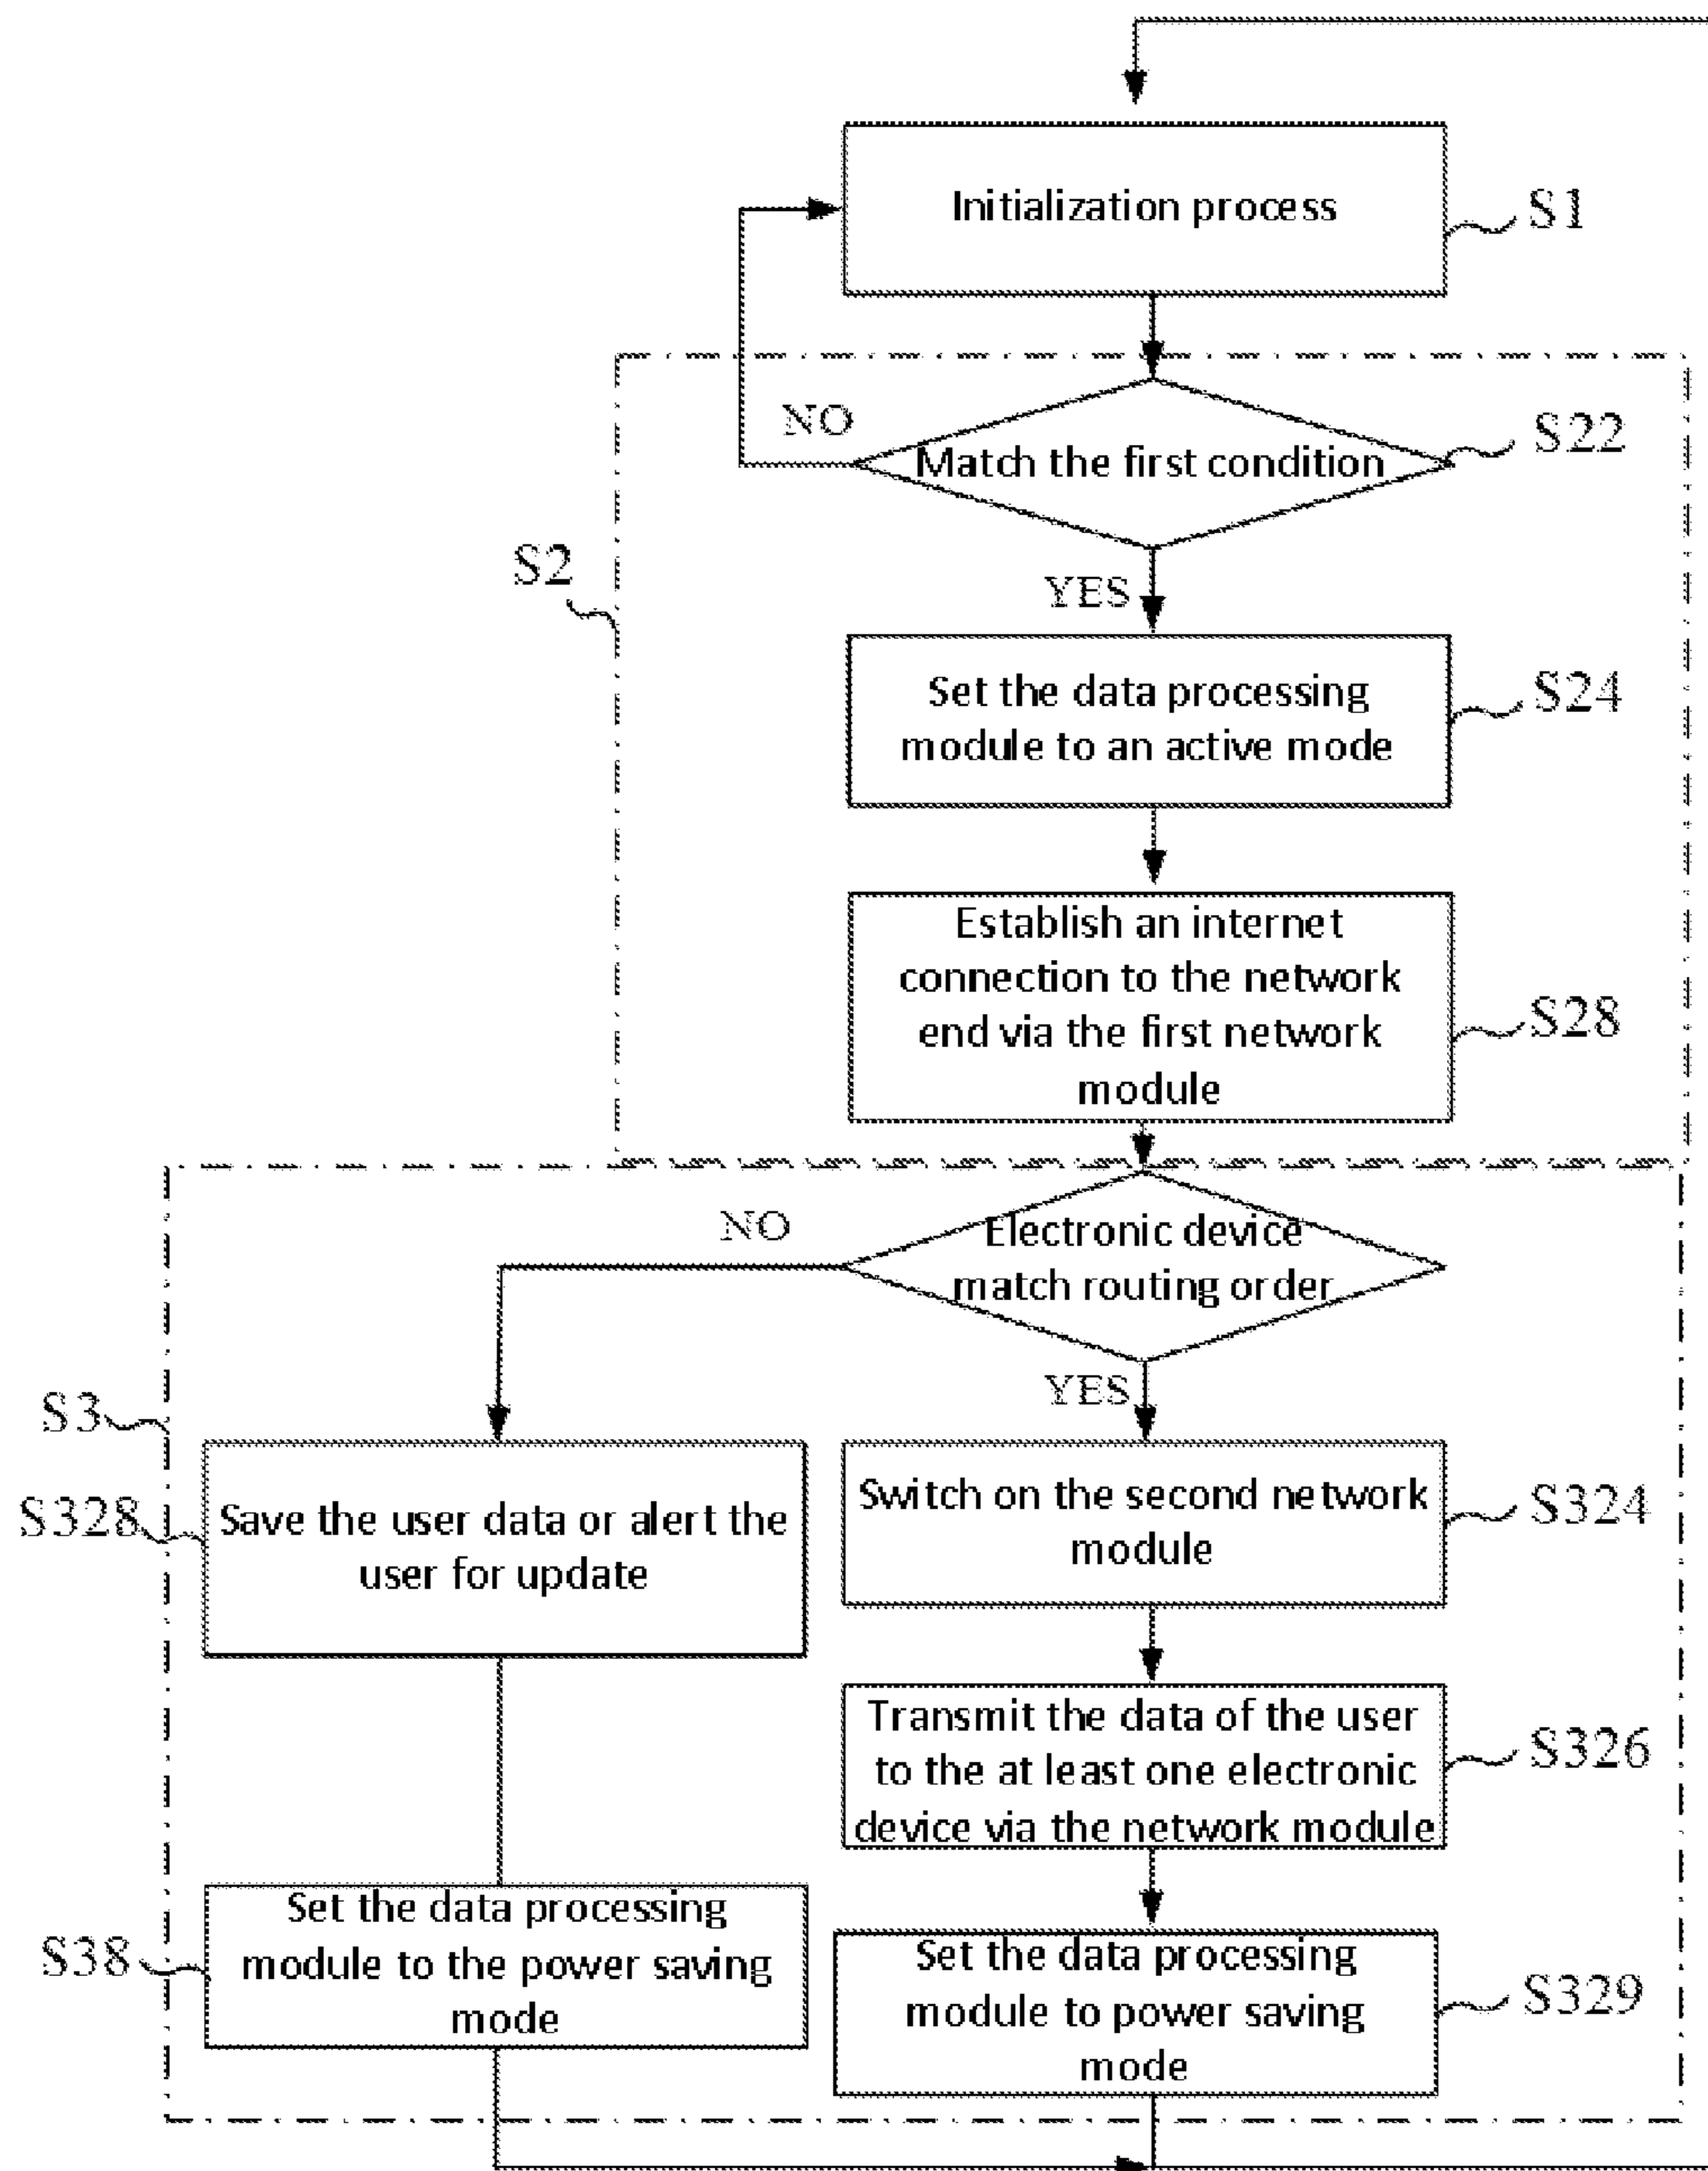 Initialization process
S1
NO
Match the first condition
S22
S2
YES
Set the data processing
module to an active mode
S24
Establish an internet
connection to the network
end via the first network
module
S28
NO
Electronic device
match routing order
YES
S3
S328
Save the user data or alert the
user for update
Switch on the second network
module
S324
Transmit the data of the user
to the at least one electronic
device via the network module
S326
S38
Set the data processing
module to the power saving
mode
Set the data processing
module to power saving
mode
S329